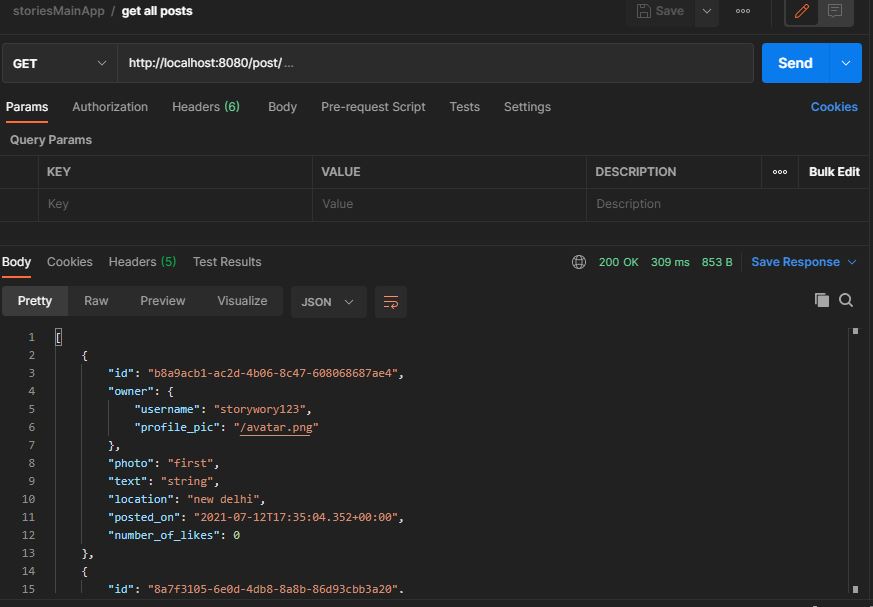 storiesMainApp / get all posts
Save
GET http://localhost:8080/post/ ... Send
Params Authorization Headers (6) Body Pre-request Script Tests Settings Cookies
Query Params
KEY VALUE DESCRIPTION ooo Bulk Edit
Key Value Description
Body Cookies Headers (5) Test Results 200 OK 309 ms 853 B Save Response
Pretty Raw Preview Visualize JSON
1 [
2 {
3 "id": "b8a9acb1-ac2d-4b06-8c47-608068687ae4",
4 "owner": {
5 "username": "storywory123",
6 "profile_pic": "/avatar.png"
7 },
8 "photo": "first",
9 "text": "string",
10 "location": "new delhi",
11 "posted_on": "2021-07-12T17:35:04.352+00:00",
12 "number_of_likes": 0
13 },
14 {
15 "id": "8a7f3105-6e0d-4db8-8a8b-86d93cbb3a20",